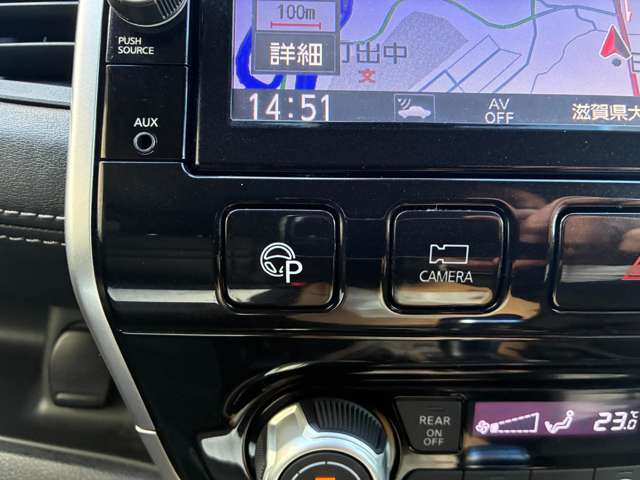 PUSH
SOURCE
100m
詳細
町出中
文
14:51
AV
OFF
滋賀県大
AUX
P
CAMERA
REAR
ON
OFF
23.0℃